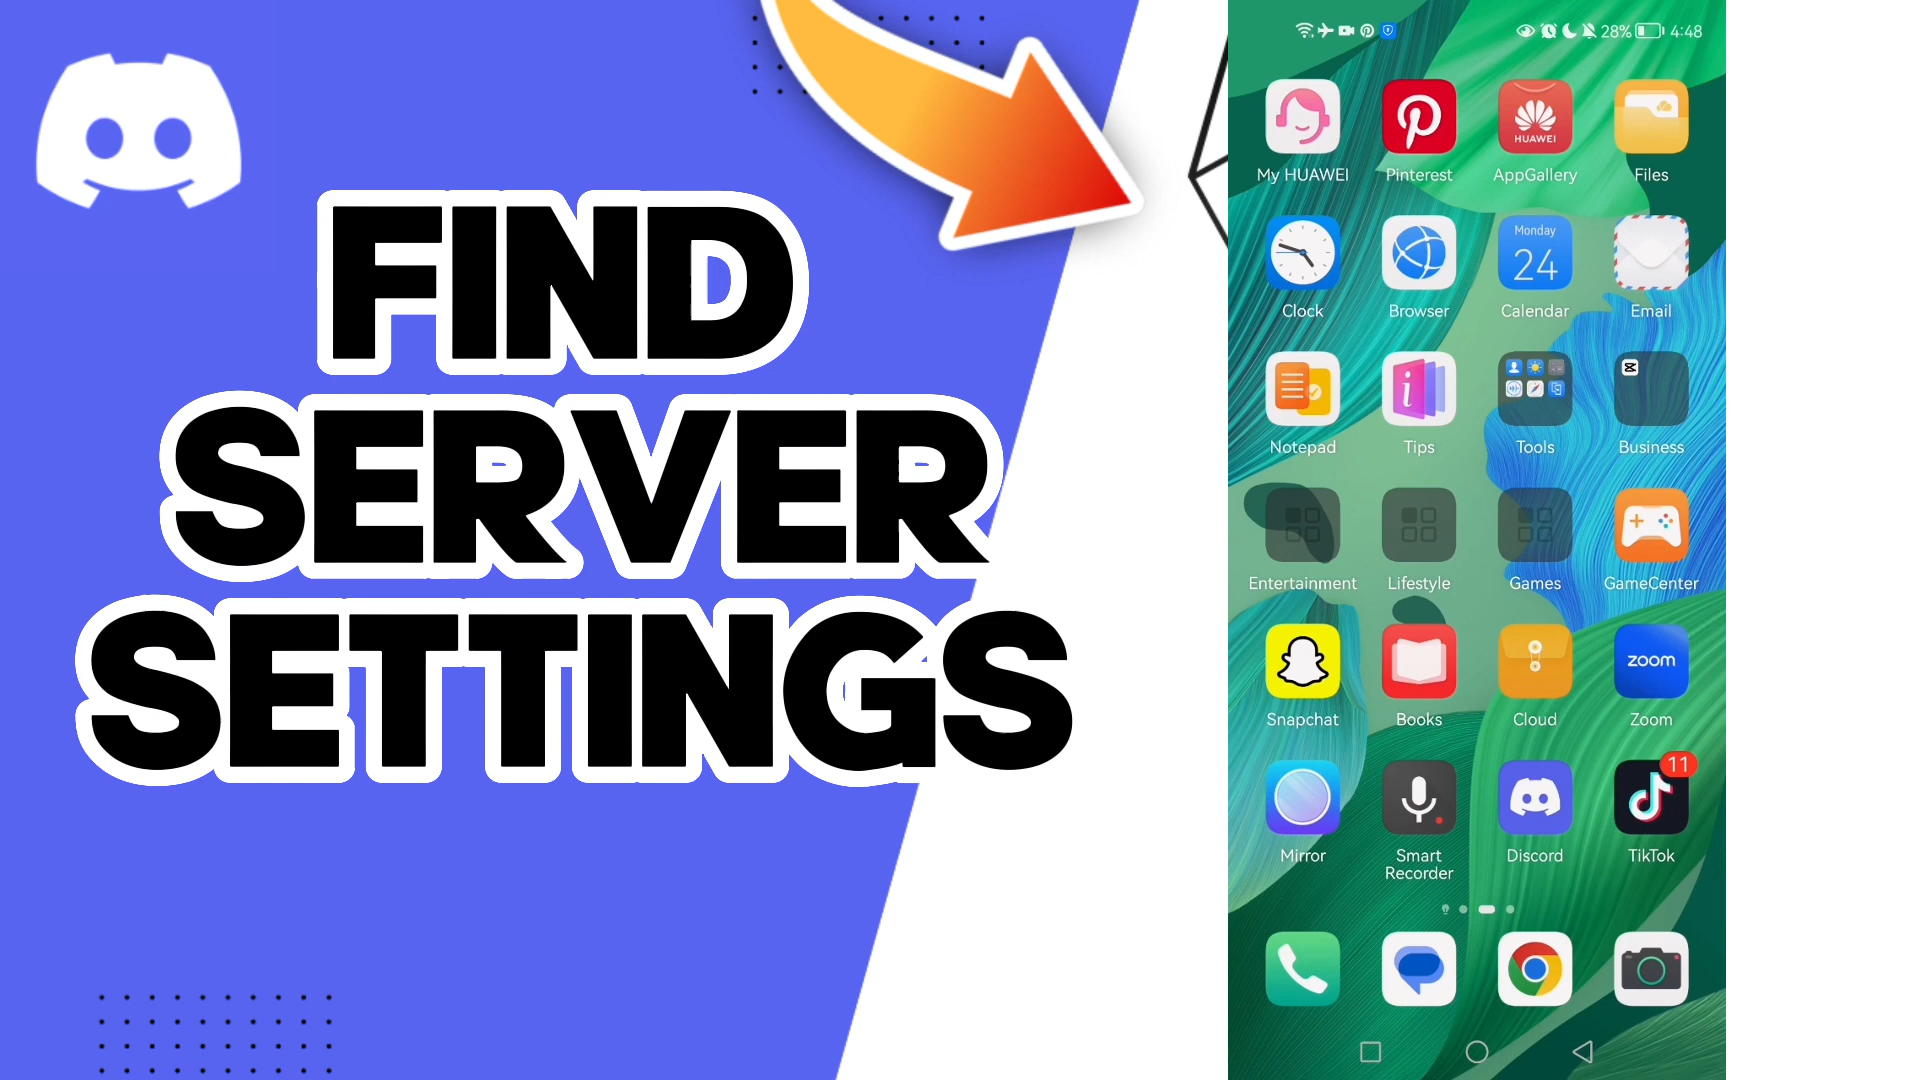 FIND
SERVER
SETTINGS
28% 4:48
My HUAWEI
Pinterest
HUAWEI
AppGallery
Files
Clock
Browser
Monday
24
Calendar
Email
Notepad
Tips
Tools
Business
Entertainment
Lifestyle
Games
GameCenter
Snapchat
Books
Cloud
zoom
Zoom
Mirror
Smart
Recorder
Discord
11
TikTok